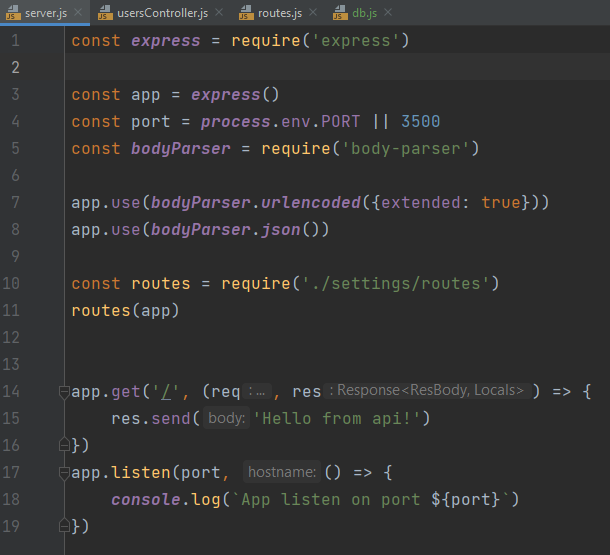 server.js usersController.js routes.js db.js
1 const express = require('express')
2
3 const app = express()
4 const port = process.env.PORT || 3500
5 const bodyParser = require('body-parser')
6
7 app.use(bodyParser.urlencoded({extended: true}))
8 app.use(bodyParser.json())
9
10 const routes = require('./settings/routes')
11 routes(app)
12
13
14 app.get('/', (req : ... , res : Response<ResBody, Locals> ) => {
15 res.send( body: 'Hello from api!')
16 })
17 app.listen(port, hostname: () => {
18 console.log(`App listen on port ${port}`)
19 })